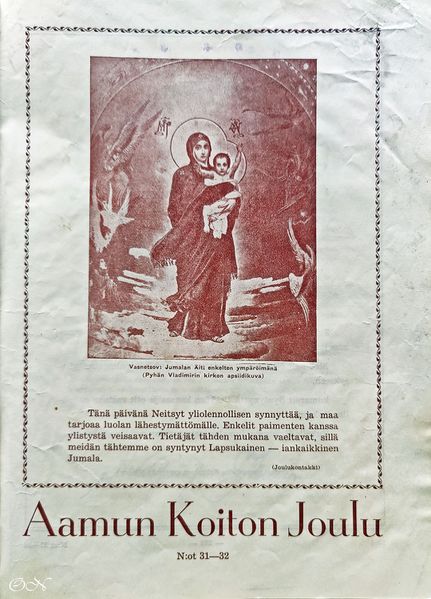 Vasnetsov: Jumalan Äiti enkelten ympäröimänä
(Pyhän Vladimirin kirkon apsiidikuva)
Tänä päivänä Neitsyt yliolennollisen synnyttää, ja maa
tarjoaa luolan lähestymättömälle. Enkelit paimenten kanssa
ylistystä veisaavat. Tietäjät tähden mukana vaeltavat, sillä
meidän tähtemme on syntynyt Lapsukainen — iankaikkinen
Jumala.
(Joulukontakki)
Aamun Koiton Joulu
N:ot 31—32